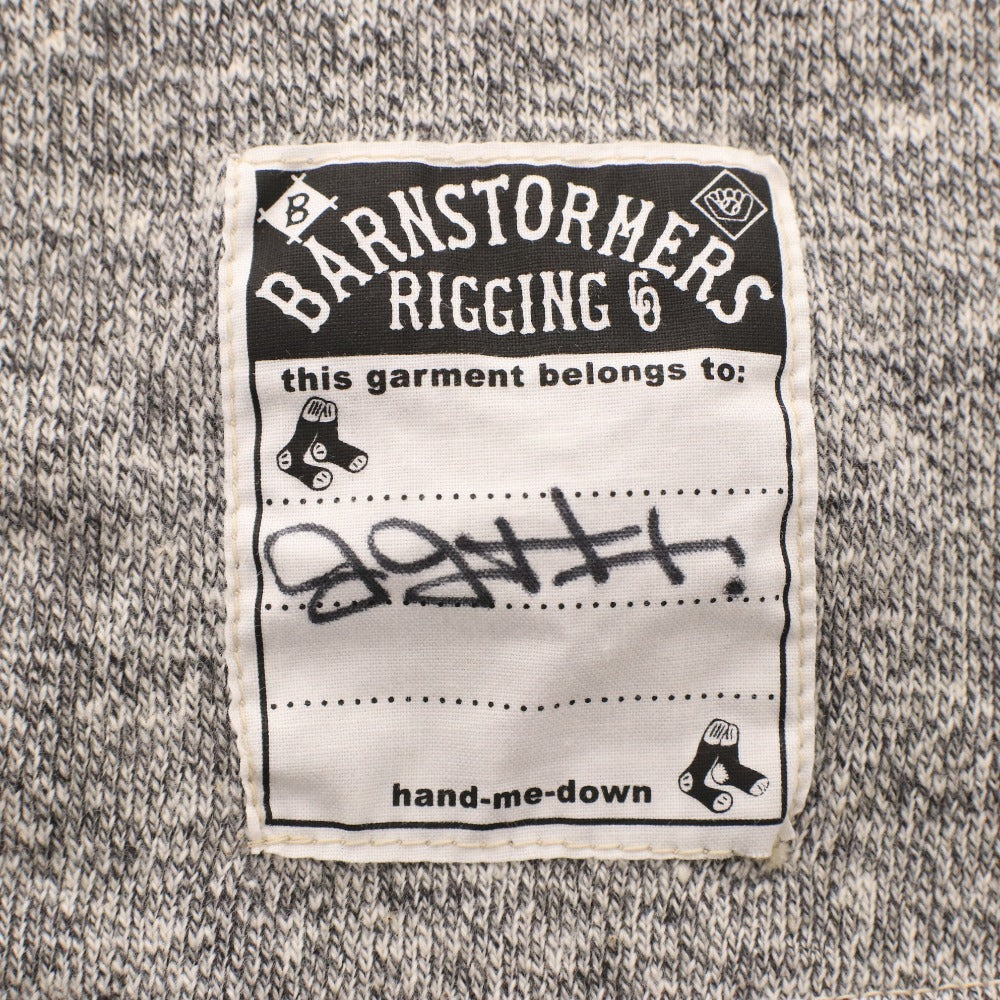 B
BARNSTORMERS
RIGGING CO
this garment belongs to:
hand-me-down